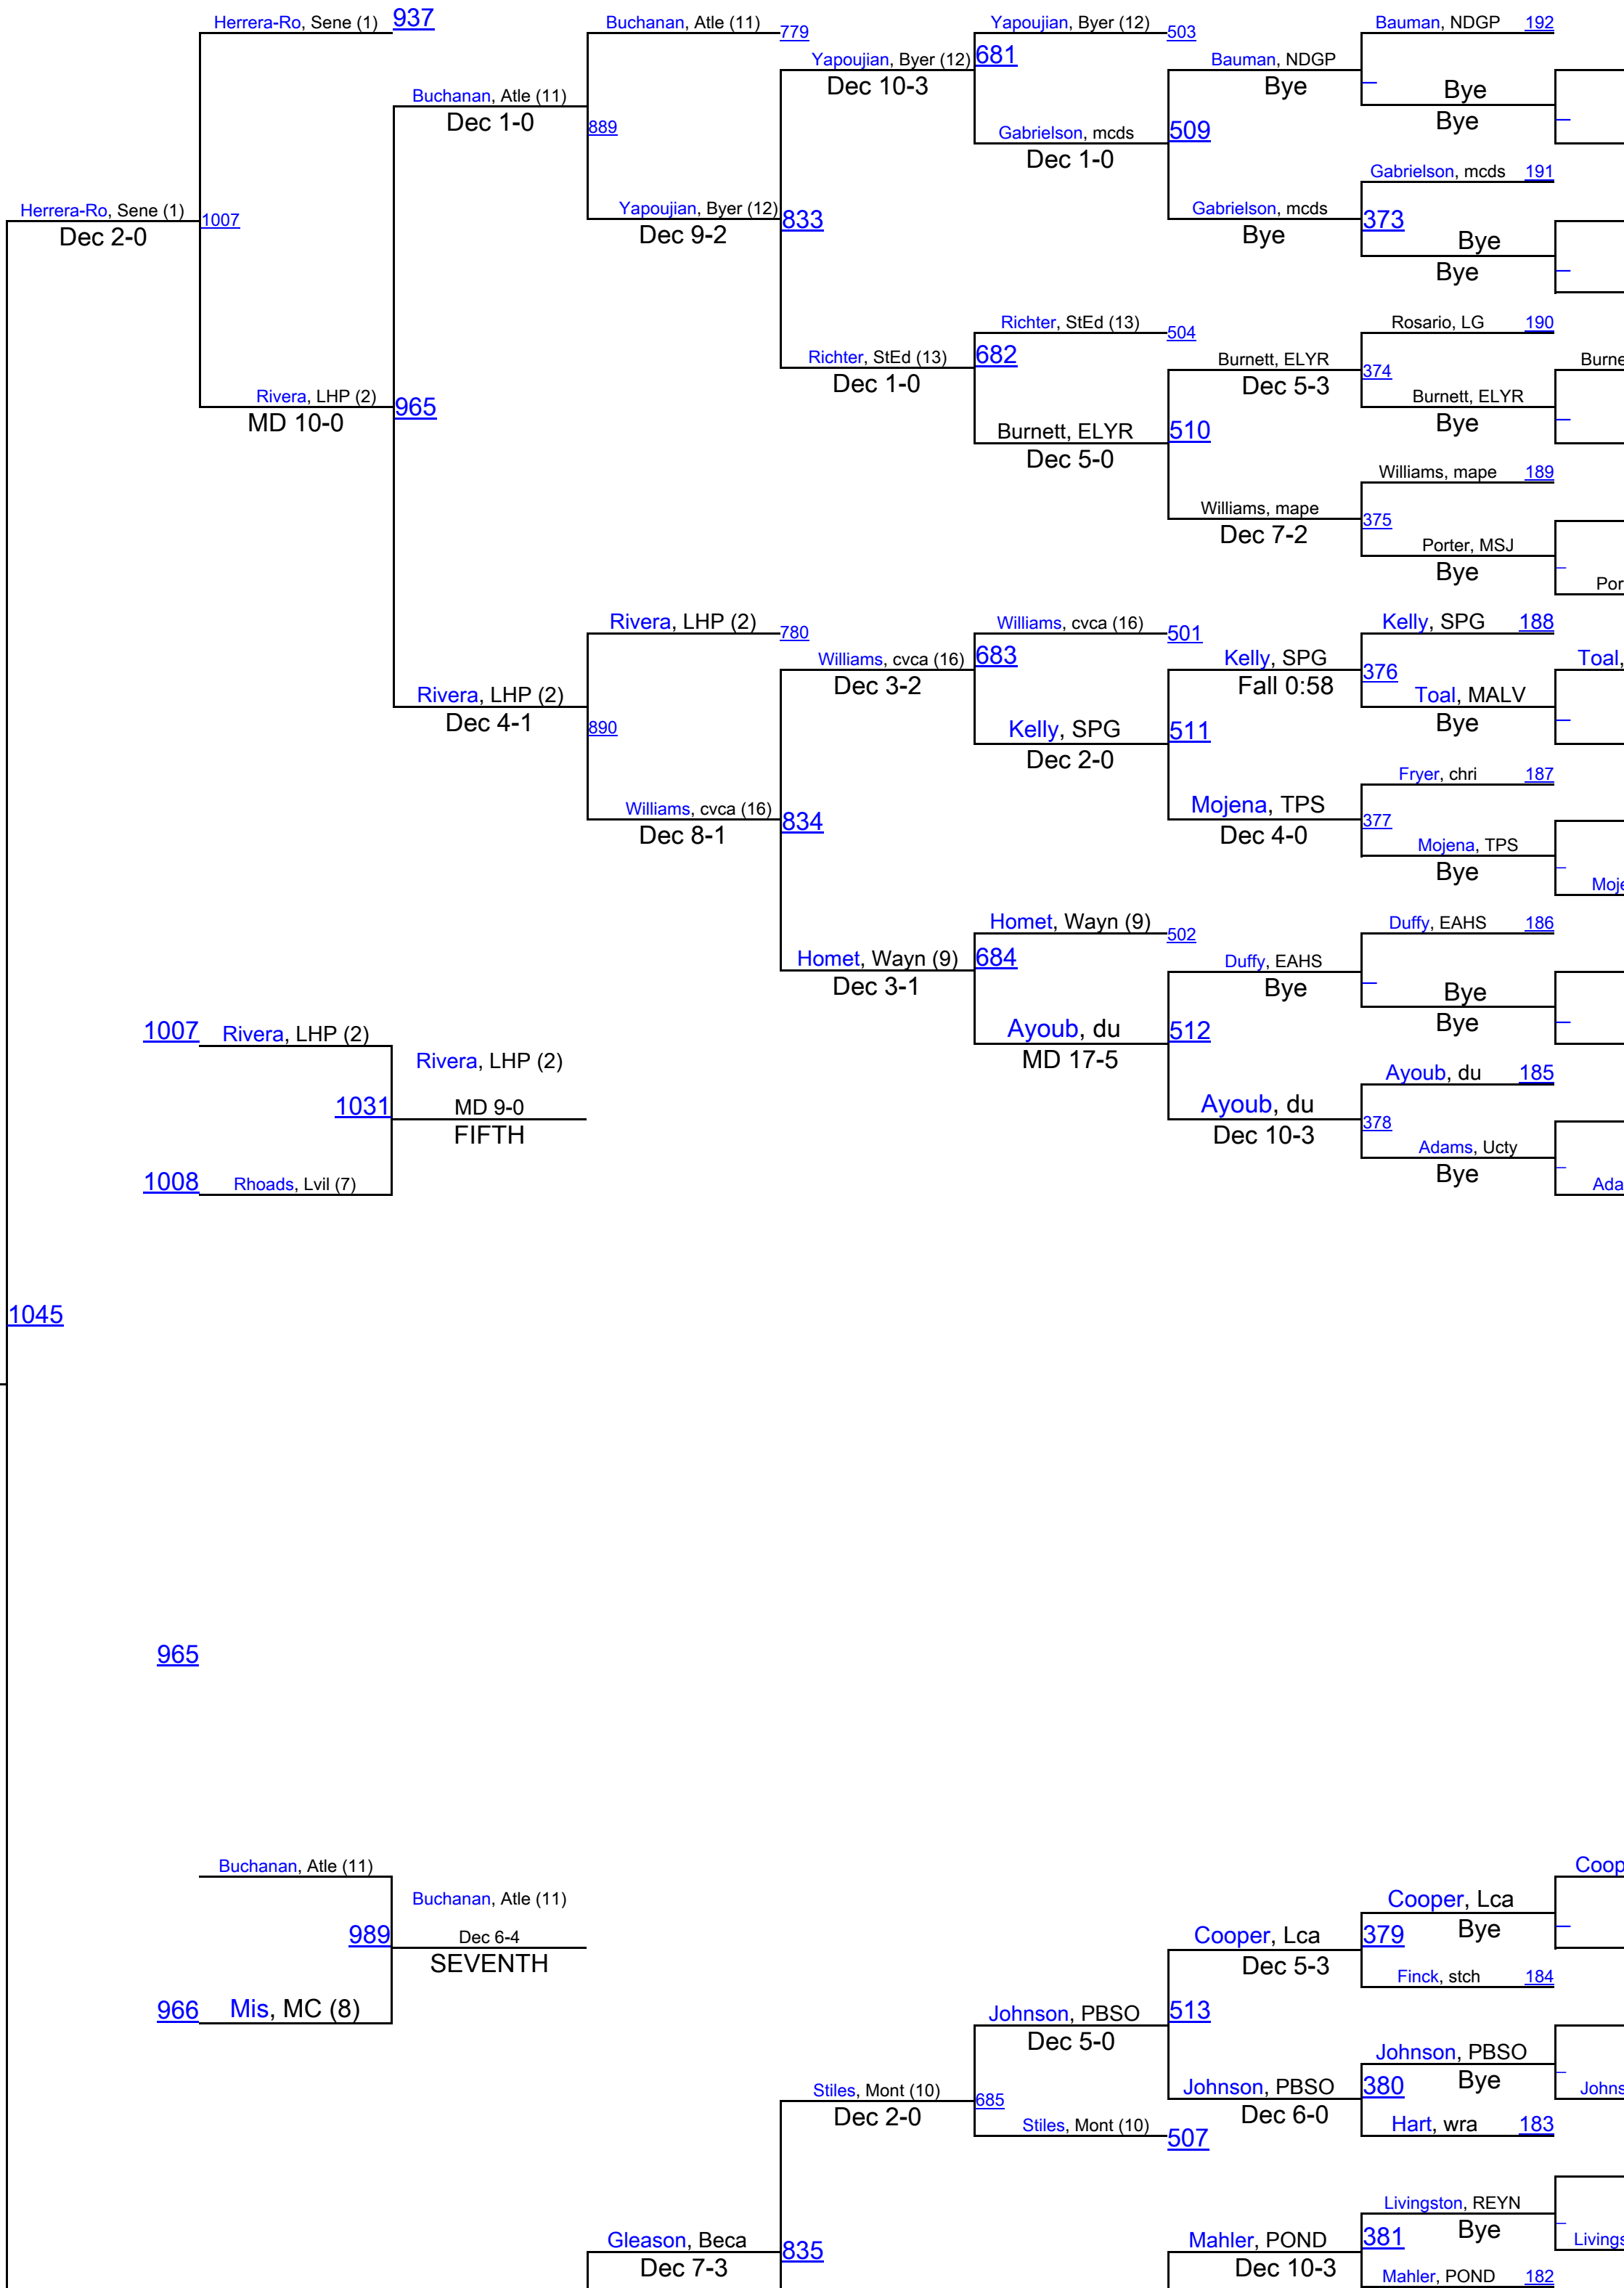 Herrera-Ro, Sene (1) 937
Buchanan, Atle (11) 779
Yapoujian, Byer (12) 503
Bauman, NDGP 192
Yapoujian, Byer (12) 681
Dec 10-3
Bauman, NDGP
Bye
Bye
Bye
Buchanan, Atle (11)
Dec 1-0
889
Gabrielson, mcds 509
Dec 1-0
Gabrielson, mcds 191
Herrera-Ro, Sene (1)
Dec 2-0
1007
Yapoujian, Byer (12) 833
Dec 9-2
Gabrielson, mcds 373
Bye
Bye
Bye
Richter, StEd (13) 504
Rosario, LG 190
Richter, StEd (13) 682
Dec 1-0
Burnett, ELYR 374
Dec 5-3
Burne
Rivera, LHP (2) 965
MD 10-0
Burnett, ELYR
Bye
Burnett, ELYR 510
Dec 5-0
Williams, mape 189
Williams, mape 375
Dec 7-2
Porter, MSJ
Bye
Por
Rivera, LHP (2) 780
Williams, cvca (16) 501
Kelly, SPG 188
Williams, cvca (16) 683
Dec 3-2
Kelly, SPG 376
Fall 0:58
Toal,
Rivera, LHP (2)
Dec 4-1
890
Toal, MALV
Bye
Kelly, SPG 511
Dec 2-0
Fryer, chri 187
Williams, cvca (16) 834
Dec 8-1
Mojena, TPS 377
Dec 4-0
Mojena, TPS
Bye
Moje
Homet, Wayn (9) 502
Duffy, EAHS 186
Homet, Wayn (9) 684
Dec 3-1
Duffy, EAHS
Bye
Bye
Bye
1007 Rivera, LHP (2)
Rivera, LHP (2)
Ayoub, du 512
MD 17-5
Ayoub, du 185
1031 MD 9-0
FIFTH
Ayoub, du 378
Dec 10-3
Adams, Ucty
Bye
Ada
1008 Rhoads, Lvil (7)
1045
965
Buchanan, Atle (11)
Coop
Buchanan, Atle (11)
Cooper, Lca
Bye
989 Dec 6-4
SEVENTH
Cooper, Lca 379
Dec 5-3
Finck, stch 184
966 Mis, MC (8)
Johnson, PBSO 513
Dec 5-0
Johnson, PBSO
Bye
Stiles, Mont (10) 685
Dec 2-0
Johnson, PBSO 380
Dec 6-0
Johns
Stiles, Mont (10) 507
Hart, wra 183
Livingston, REYN
Bye
Gleason, Beca 835
Dec 7-3
Mahler, POND 381
Dec 10-3
Livings
Mahler, POND 182